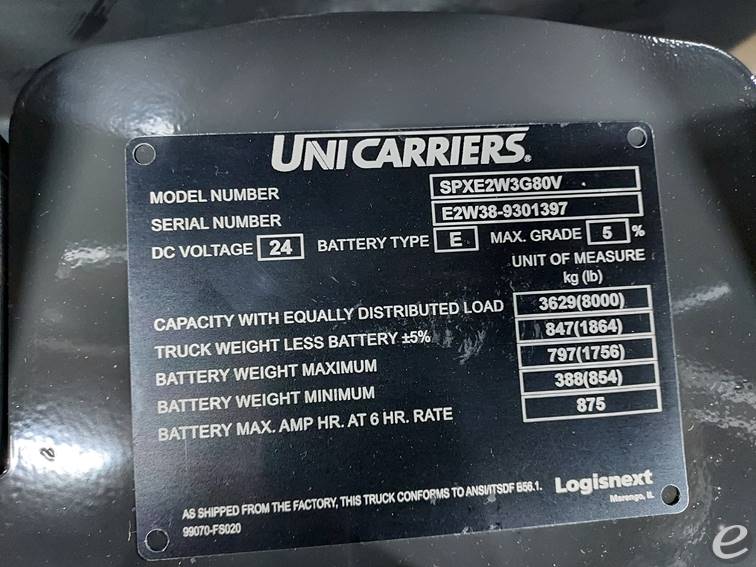 UNICARRIERS®
MODEL NUMBER SPXE2W3G80V
SERIAL NUMBER E2W38-9301397
DC VOLTAGE 24 BATTERY TYPE E MAX. GRADE 5 %
UNIT OF MEASURE
kg (lb)
CAPACITY WITH EQUALLY DISTRIBUTED LOAD 3629(8000)
TRUCK WEIGHT LESS BATTERY ±5% 847(1864)
BATTERY WEIGHT MAXIMUM 797(1756)
BATTERY WEIGHT MINIMUM 388(854)
BATTERY MAX. AMP HR. AT 6 HR. RATE 875
AS SHIPPED FROM THE FACTORY, THIS TRUCK CONFORMS TO ANSI/ITSDF B56.1. Logisnext
Marengo, IL
99070-FS020
e